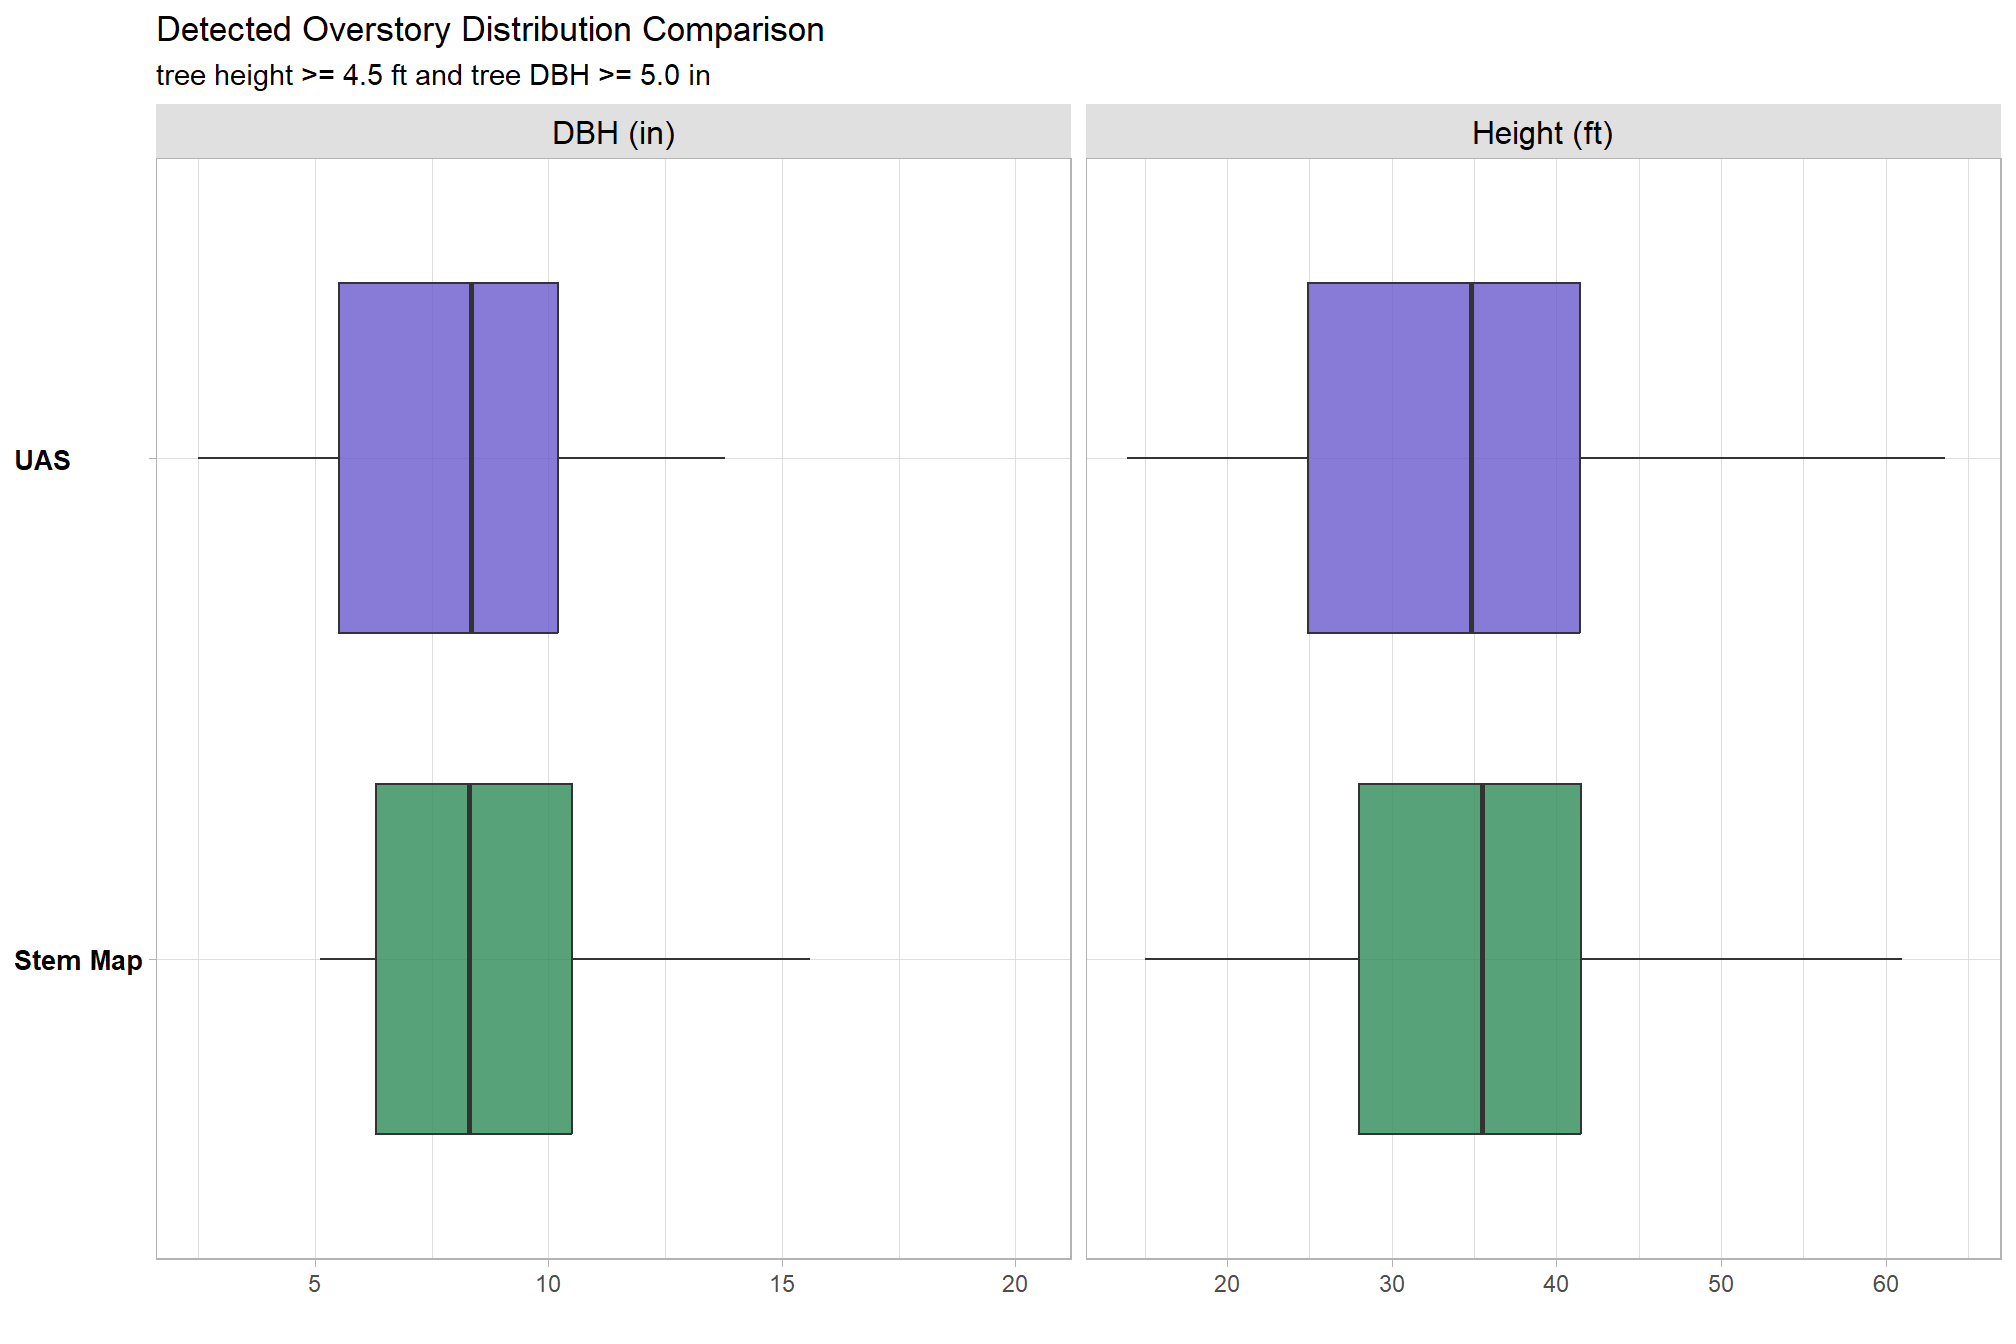 Detected Overstory Distribution Comparison
tree height >= 4.5 ft and tree DBH >= 5.0 in
DBH (in)
Height (ft)
UAS
Stem Map
5 10 15 20
20 30 40 50 60